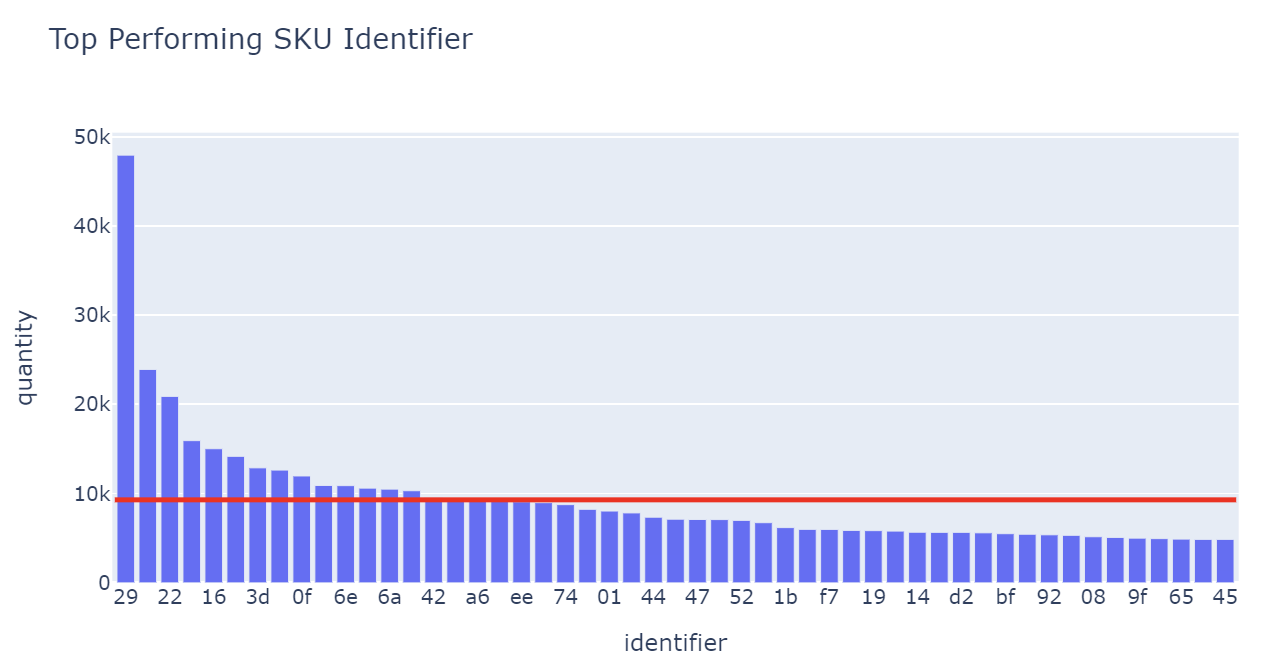 Top Performing SKU Identifier
50k
40k
30k
20k
10k
0
quantity
29 22 16 3d 0f 6e 6a 42 a6 ee 74 01 44 47 52 1b f7 19 14 d2 bf 92 08 9f 65 45
identifier